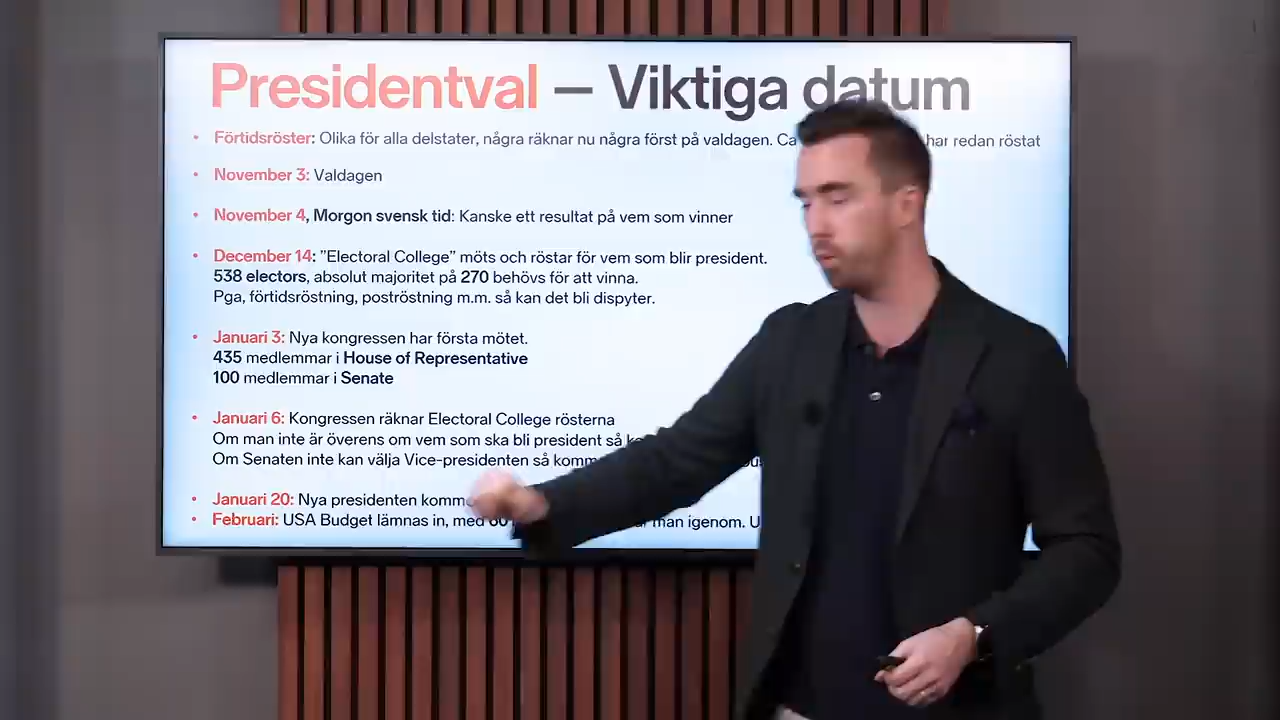 Presidentval – Viktiga datum
• Förtidsröster: Olika för alla delstater, några räknar nu några först på valdagen. har redan röstat
• November 3: Valdagen
• November 4, Morgon svensk tid: Kanske ett resultat på vem som vinner
• December 14: ”Electoral College” möts och röstar för vem som blir president.
538 electors, absolut majoritet på 270 behövs för att vinna.
Pga, förtidsröstning, poströstning m.m. så kan det bli dispyter.
• Januari 3: Nya kongressen har första mötet.
435 medlemmar i House of Representative
100 medlemmar i Senate
• Januari 6: Kongressen räknar Electoral College rösterna
Om man inte är överens om vem som ska bli president så
Om Senaten inte kan välja Vice-presidenten så
• Januari 20: Nya presidenten
• Februari: USA Budget lämnas in, med man igenom.